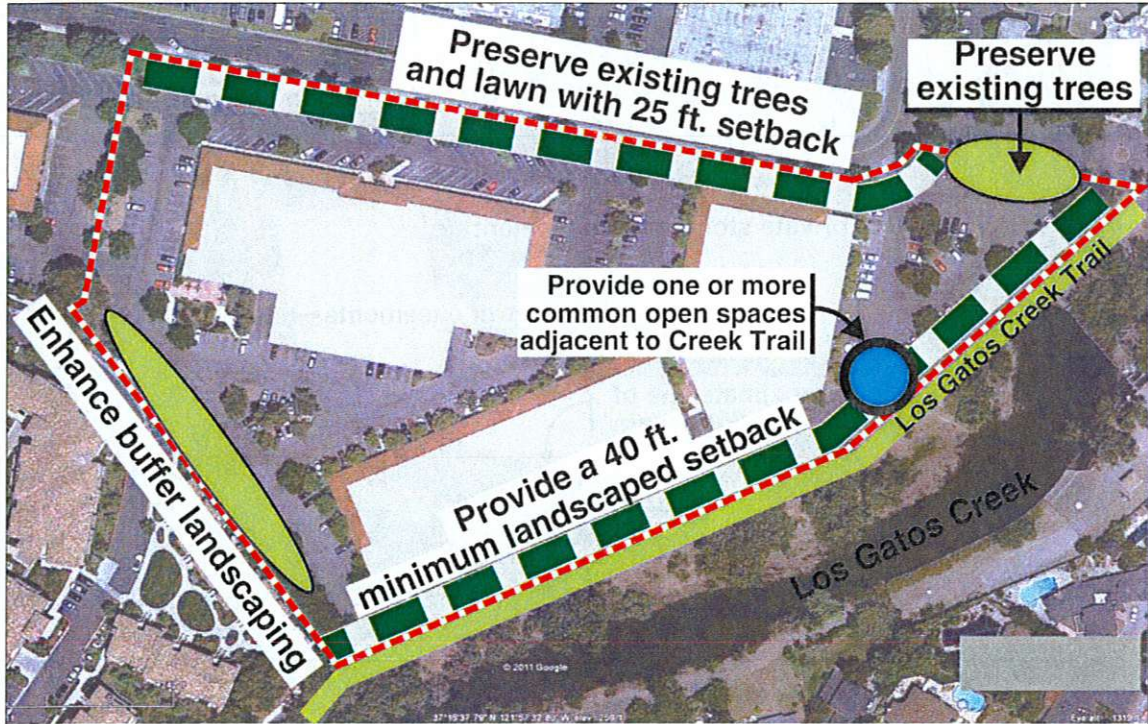 Preserve existing trees
and lawn with 25 ft. setback
Preserve
existing trees
Provide one or more
common open spaces
adjacent to Creek Trail
Los Gatos Creek Trail
Enhance buffer landscaping
Provide a 40 ft.
minimum landscaped setback
Los Gatos Creek
© 2011 Google